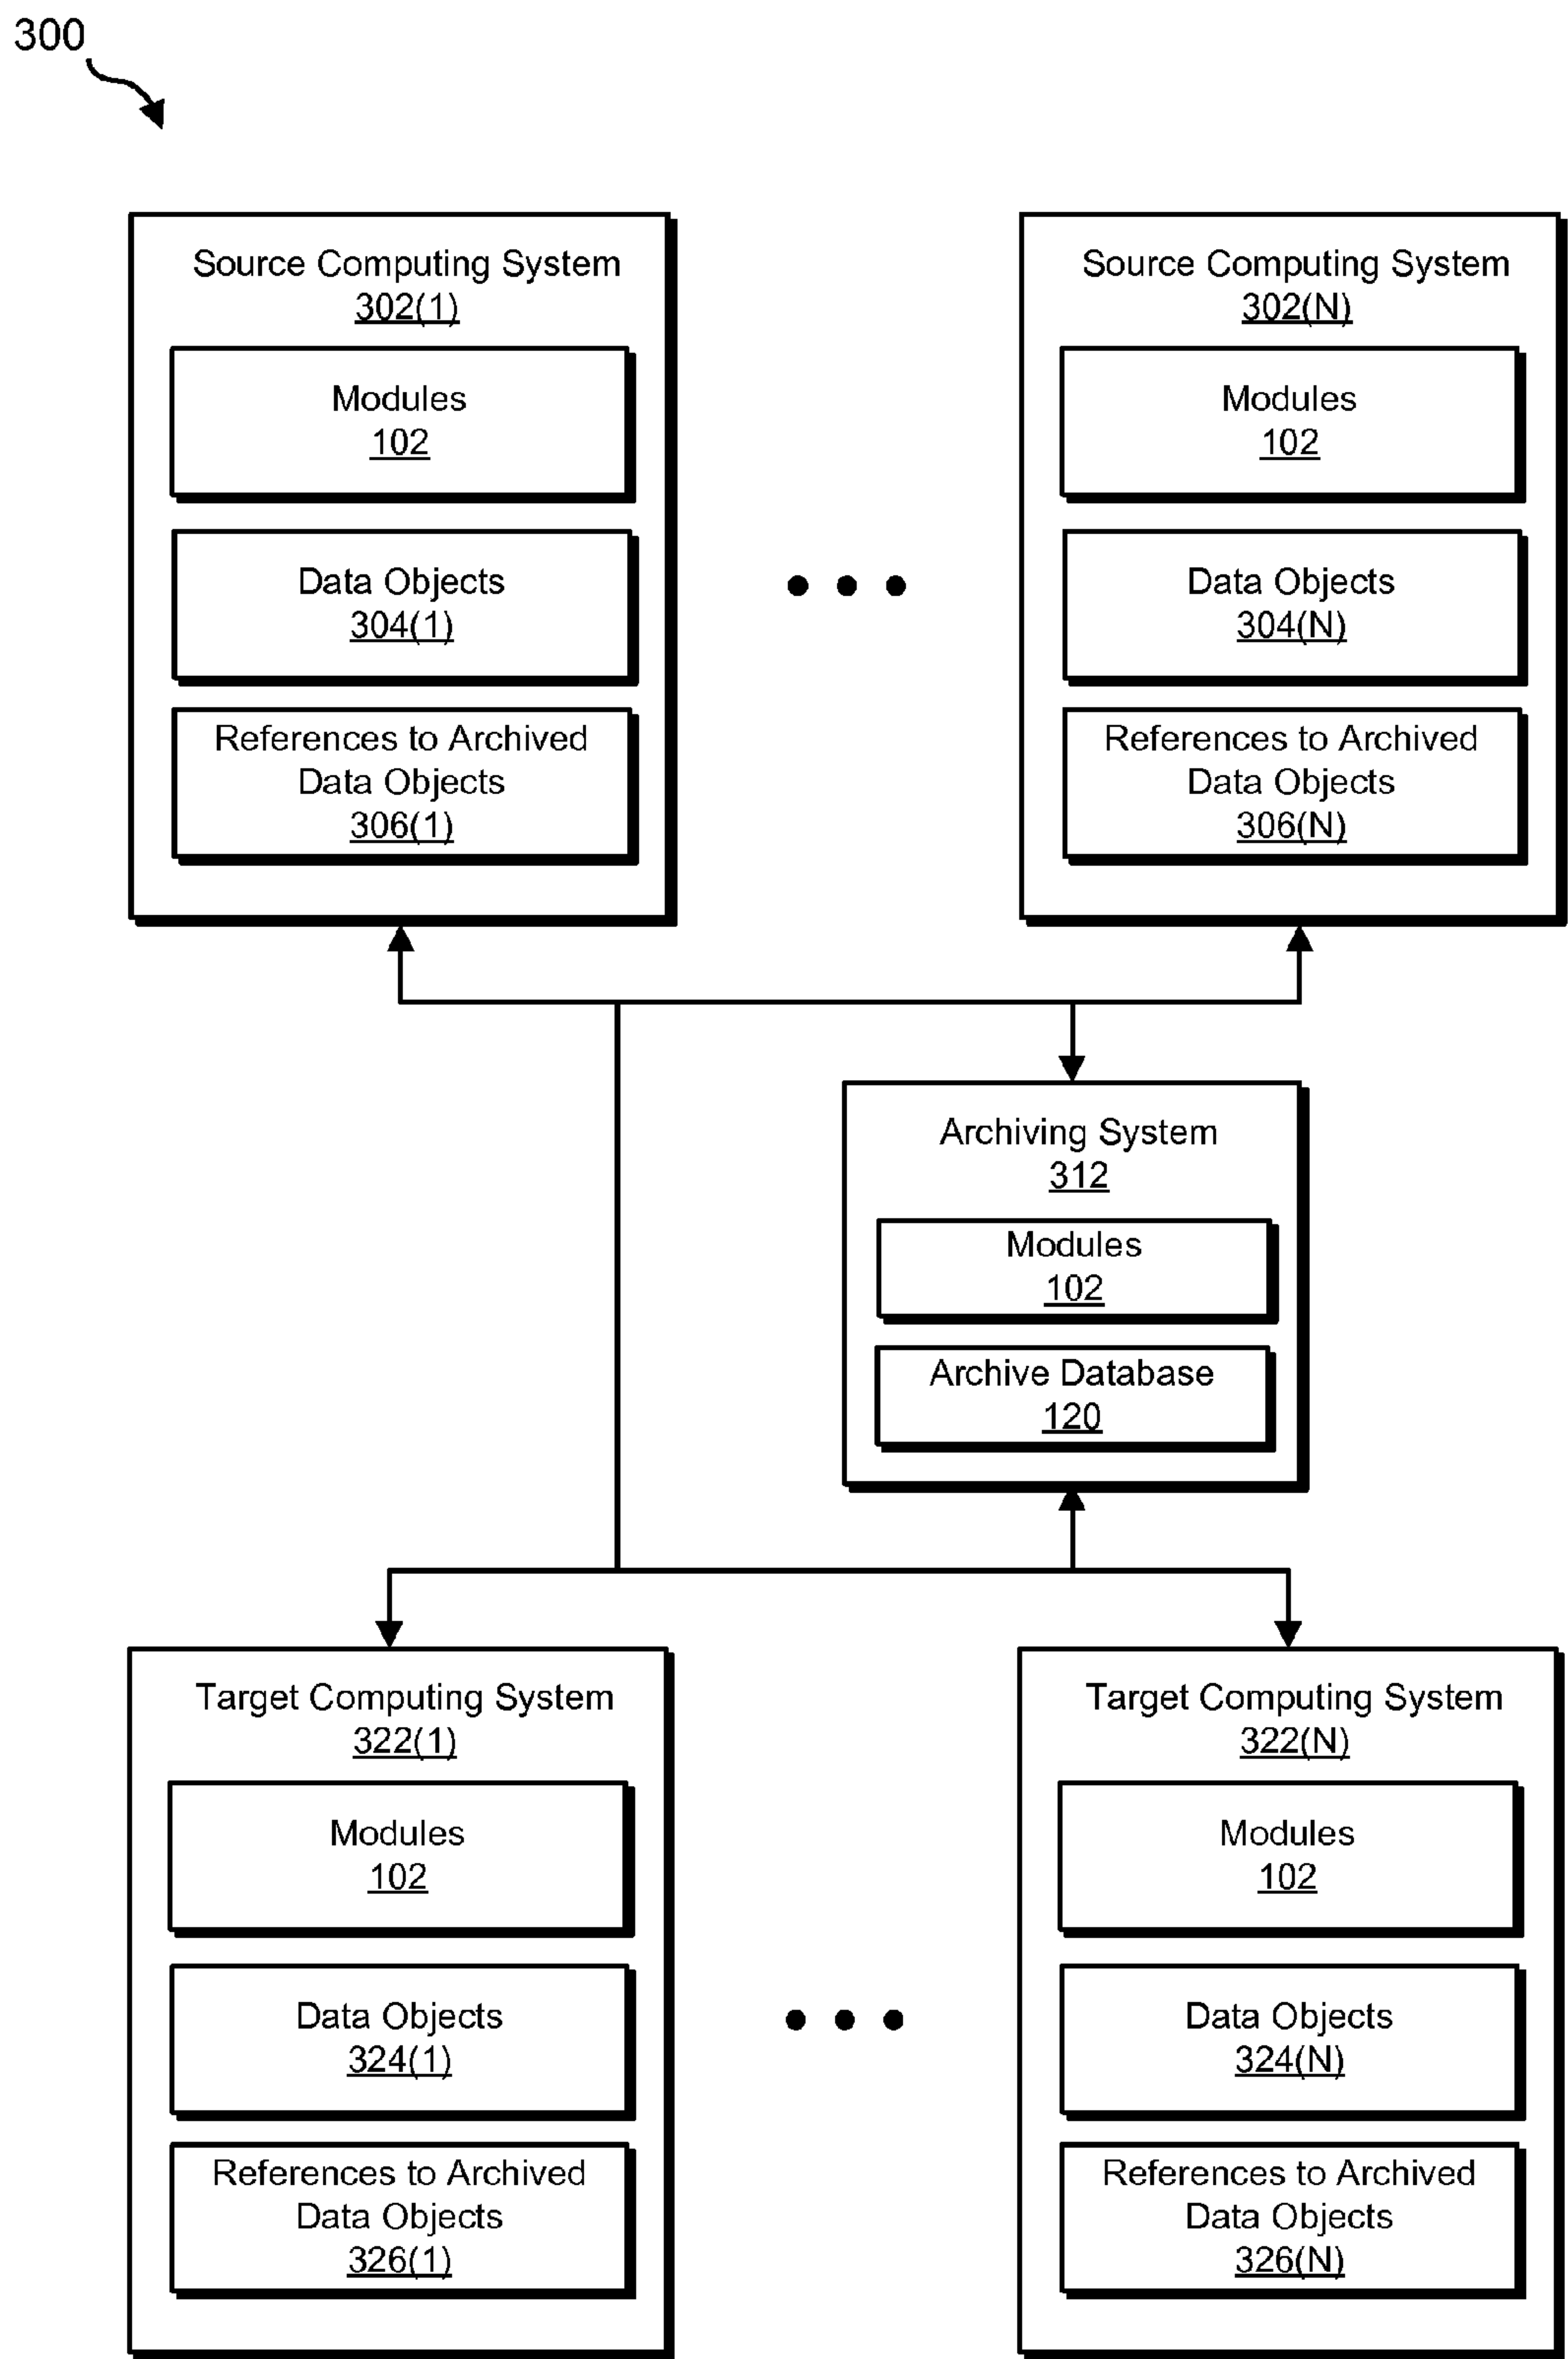 300
Source Computing System
302(1)
Modules
102
Data Objects
304(1)
References to Archived
Data Objects
306(1)
Source Computing System
302(N)
Modules
102
Data Objects
304(N)
References to Archived
Data Objects
306(N)
Archiving System
312
Modules
102
Archive Database
120
Target Computing System
322(1)
Modules
102
Data Objects
324(1)
References to Archived
Data Objects
326(1)
Target Computing System
322(N)
Modules
102
Data Objects
324(N)
References to Archived
Data Objects
326(N)